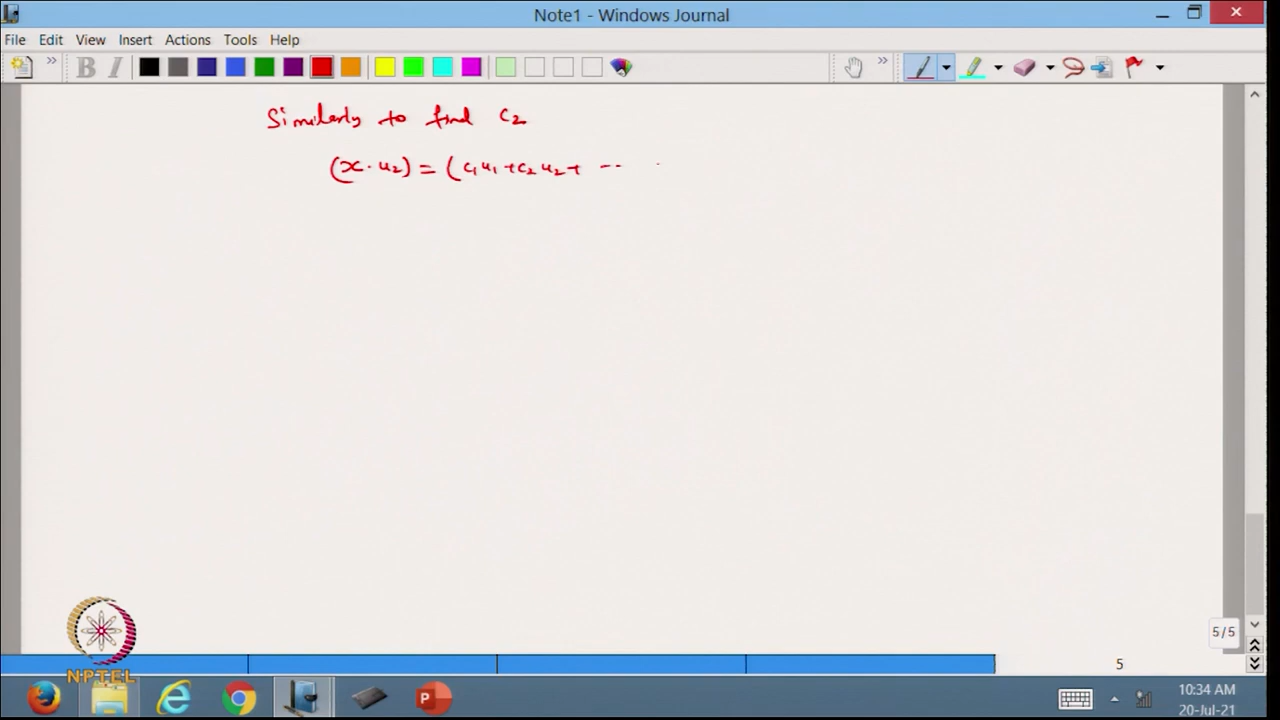 Note1 - Windows Journal
File Edit View Insert Actions Tools Help
B I
Similarly to find c₂
(x · u₂) = (c₁u₁ + c₂u₂ + ...
5/5
5
NPTEL
10:34 AM
20-Jul-21